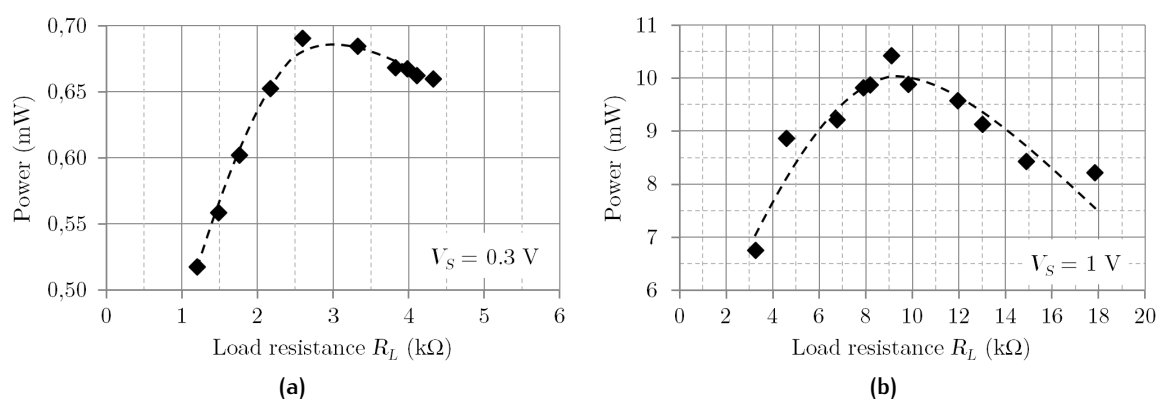 0,70
0,65
0,60
0,55
0,50
Power (mW)
V_S = 0.3 V
0 1 2 3 4 5 6
Load resistance R_L (kΩ)
(a)
11
10
9
8
7
6
Power (mW)
V_S = 1 V
0 2 4 6 8 10 12 14 16 18 20
Load resistance R_L (kΩ)
(b)